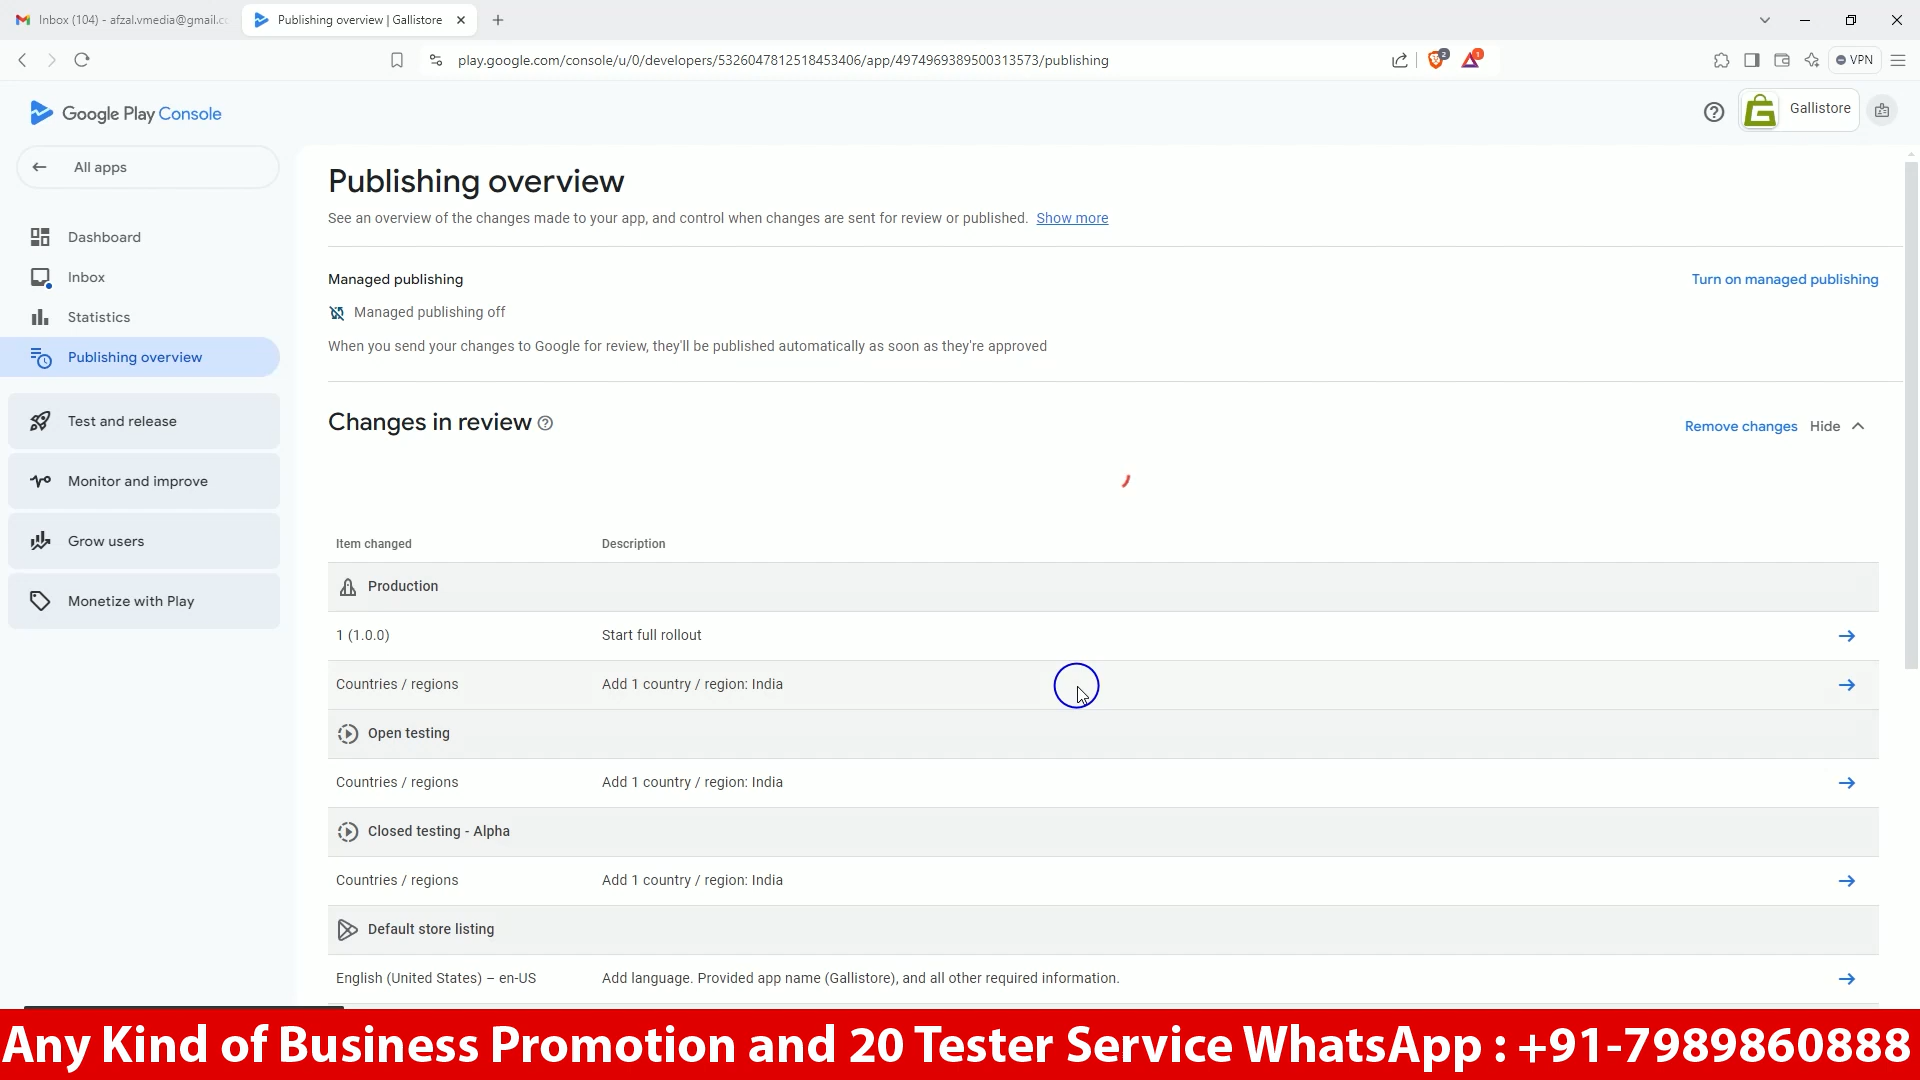 Inbox (104) - afzal.vmedia@gmail.c
Publishing overview | Gallistore
play.google.com/console/u/0/developers/5326047812518453406/app/4974969389500313573/publishing
2
1
VPN
Google Play Console
Gallistore
All apps
Dashboard
Inbox
Statistics
Publishing overview
Test and release
Monitor and improve
Grow users
Monetize with Play
Publishing overview
See an overview of the changes made to your app, and control when changes are sent for review or published. Show more
Managed publishing
Turn on managed publishing
Managed publishing off
When you send your changes to Google for review, they'll be published automatically as soon as they're approved
Changes in review
Remove changes Hide
Item changed Description
Production
1 (1.0.0) Start full rollout
Countries / regions Add 1 country / region: India
Open testing
Countries / regions Add 1 country / region: India
Closed testing - Alpha
Countries / regions Add 1 country / region: India
Default store listing
English (United States) – en-US Add language. Provided app name (Gallistore), and all other required information.
Any Kind of Business Promotion and 20 Tester Service WhatsApp : +91-7989860888